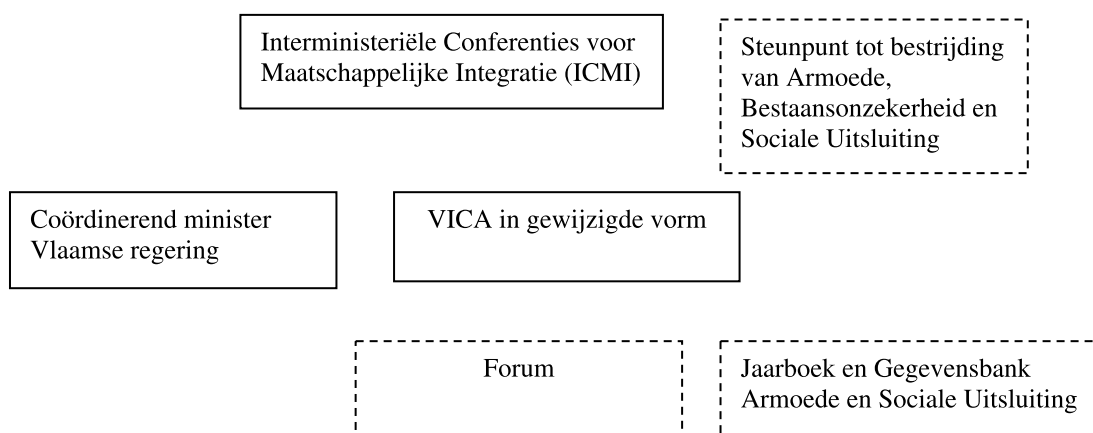 Interministeriële Conferenties voor
Maatschappelijke Integratie (ICMI)
Steunpunt tot bestrijding
van Armoede,
Bestaansonzekerheid en
Sociale Uitsluiting
Coördinerend minister
Vlaamse regering
VICA in gewijzigde vorm
Forum
Jaarboek en Gegevensbank
Armoede en Sociale Uitsluiting